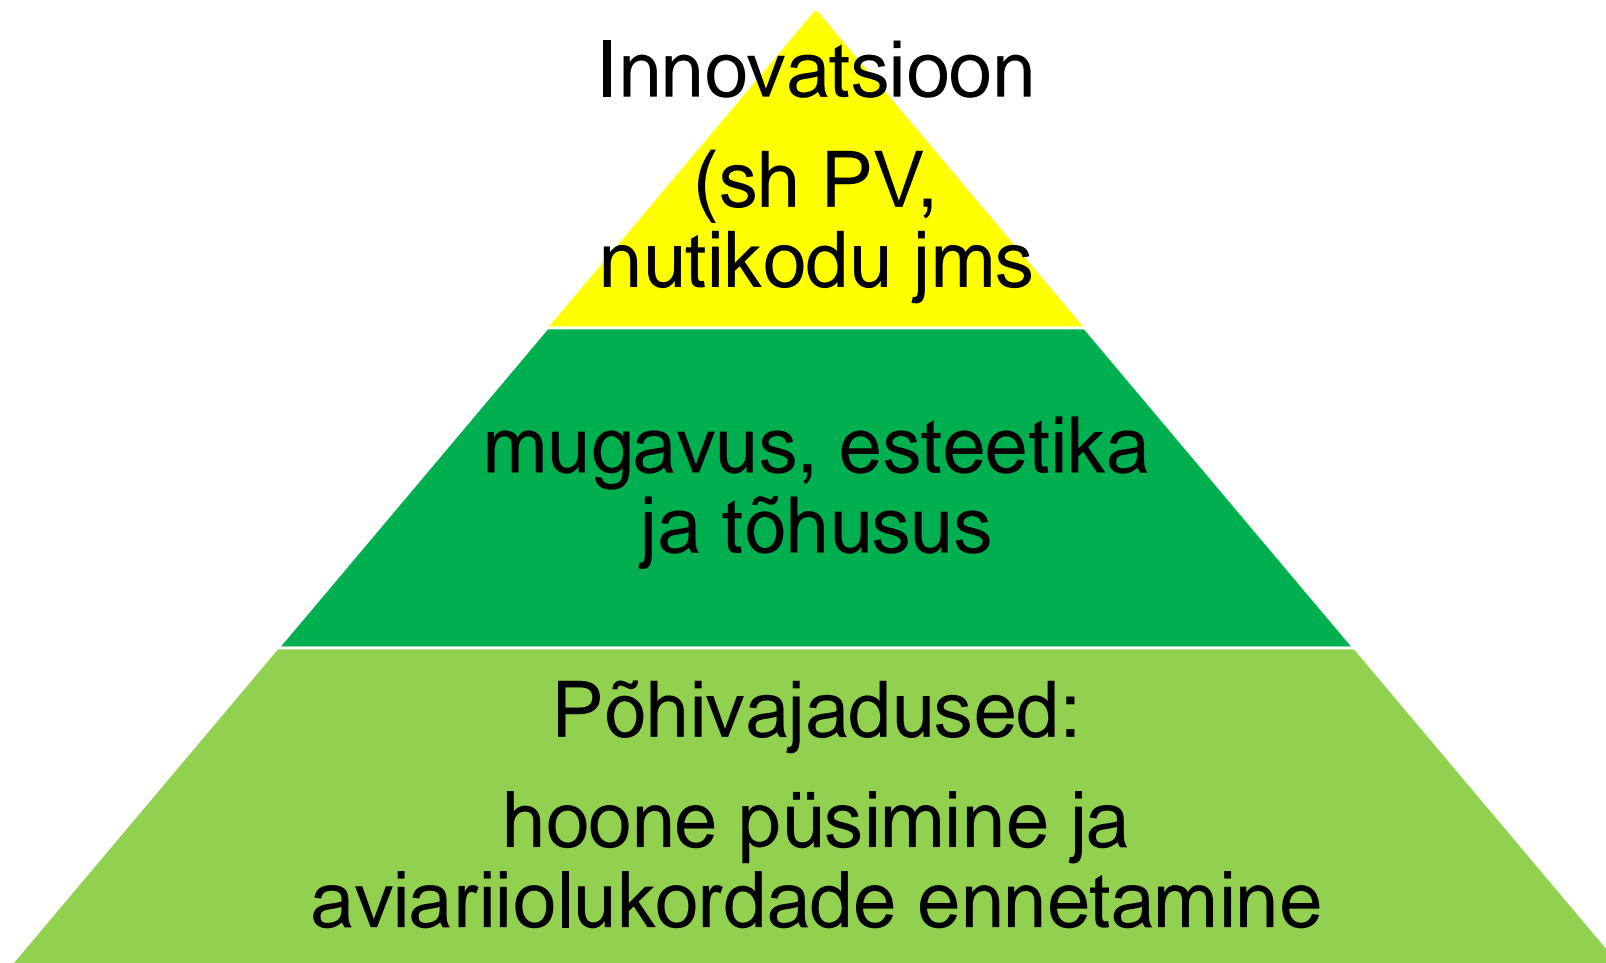 Innovatsioon
(sh PV,
nutikodu jms
mugavus, esteetika
ja tõhusus
Põhivajadused:
hoone püsimine ja
aviariiolukordade ennetamine